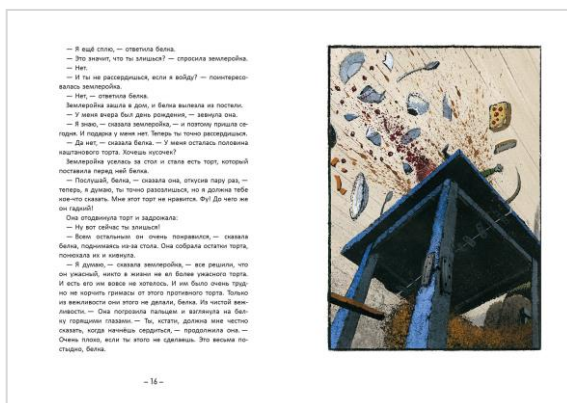 — Я ещё сплю, — ответила белка.
— Это значит, что ты злишься? — спросила землеройка.
— Нет.
— И ты не рассердишься, если я войду? — поинтересо-
валась землеройка.
— Нет, — ответила белка.
Землеройка зашла в дом, и белка вылезла из постели.
— У меня вчера был день рождения, — зевнула она.
— Я знаю, — сказала землеройка, — и поэтому пришла се-
годня. И подарка у меня нет. Теперь ты точно рассердишься.
— Да нет, — сказала белка. — У меня осталась половина
каштанового торта. Хочешь кусочек?
Землеройка уселась за стол и стала есть торт, который
поставила перед ней белка.
— Послушай, белка, — сказала она, откусив пару раз, —
теперь, я думаю, ты точно разозлишься, но я должна тебе
кое-что сказать. Мне этот торт не нравится. Фу! До чего же
он гадкий!
Она отодвинула торт и задрожала:
— Ну вот сейчас ты злишься!
— Всем остальным он очень понравился, — сказала
белка, поднимаясь из-за стола. Она собрала остатки торта,
понюхала их и кивнула.
— Я думаю, — сказала землеройка, — все решили, что
он ужасный, никто в жизни не ел более ужасного торта.
И есть его им вовсе не хотелось. И им было очень труд-
но не корчить гримасы от этого противного торта. Только
из вежливости они этого не делали, белка. Из чистой веж-
ливости. — Она погрозила пальцем и взглянула на бел-
ку горящими глазами. — Ты, кстати, должна мне честно
сказать, когда начнёшь сердиться, — продолжила она. —
Очень плохо, если ты этого не сделаешь. Это весьма по-
стыдно, белка.
– 16 –